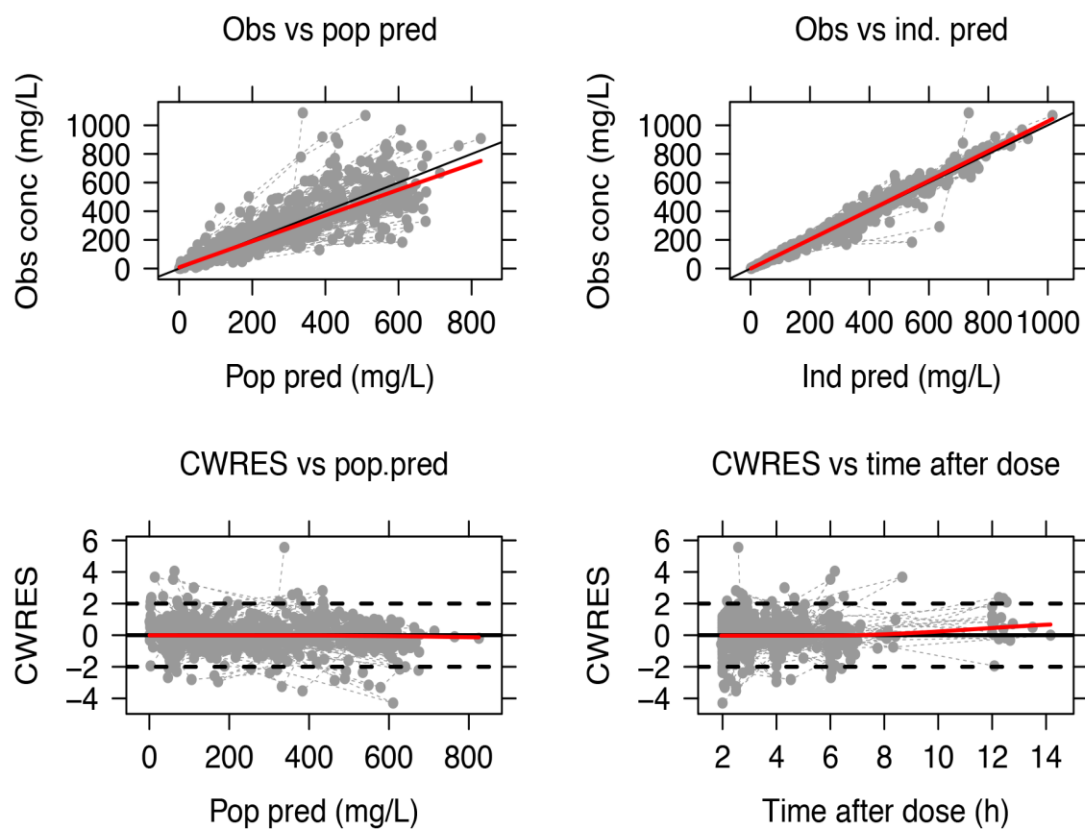 Obs vs pop pred
Obs conc (mg/L)
1000
800
600
400
200
0
0 200 400 600 800
Pop pred (mg/L)
Obs vs ind. pred
Obs conc (mg/L)
1000
800
600
400
200
0
0 200 400 600 800 1000
Ind pred (mg/L)
CWRES vs pop.pred
CWRES
6
4
2
0
−2
−4
0 200 400 600 800
Pop pred (mg/L)
CWRES vs time after dose
CWRES
6
4
2
0
−2
−4
2 4 6 8 10 12 14
Time after dose (h)